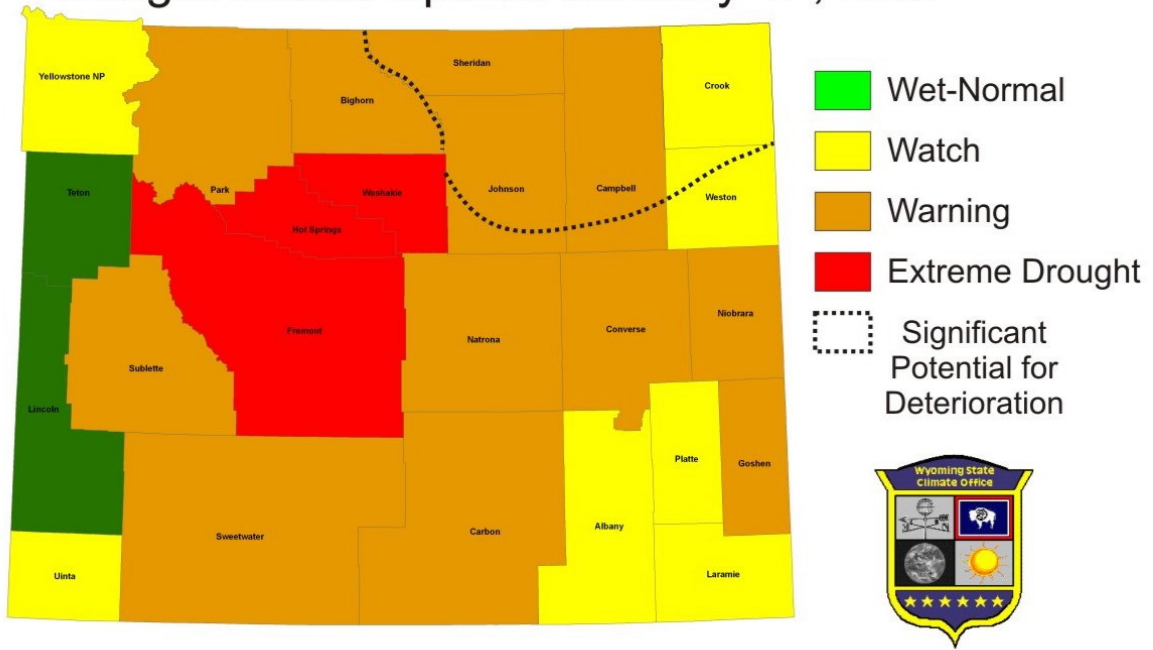 Yellowstone NP
Sheridan
Crook
Bighorn
Teton
Park
Washakie
Johnson
Campbell
Weston
Hot Springs
Fremont
Natrona
Converse
Niobrara
Sublette
Lincoln
Platte
Goshen
Albany
Sweetwater
Carbon
Uinta
Laramie
Wet-Normal
Watch
Warning
Extreme Drought
Significant
Potential for
Deterioration
Wyoming State
Climate Office